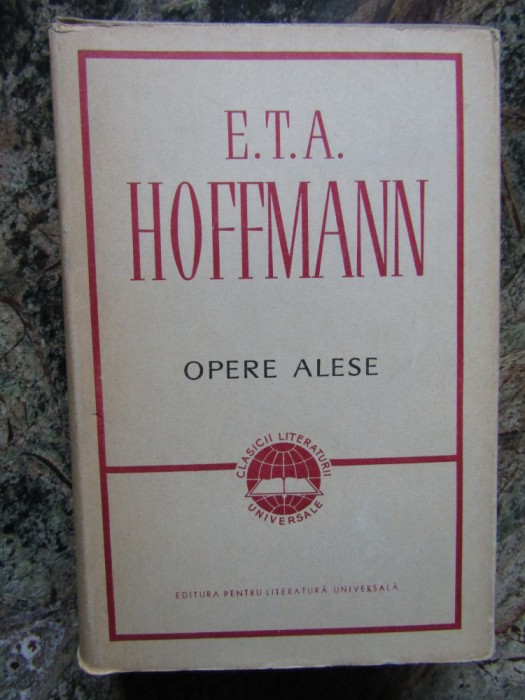 E.T.A.
HOFFMANN
OPERE ALESE
CLASICII LITERATURII
UNIVERSALE
EDITURA PENTRU LITERATURĂ UNIVERSALĂ